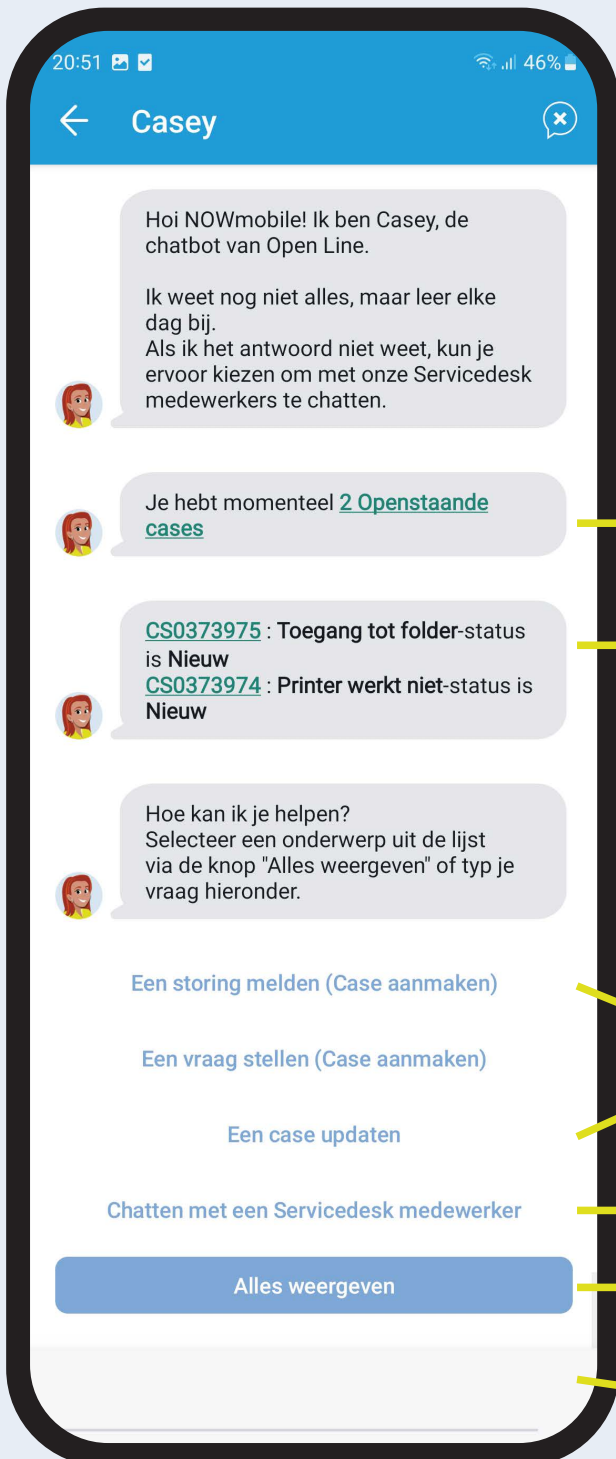 20:51 46%
Casey
Hoi NOWmobile! Ik ben Casey, de
chatbot van Open Line.
Ik weet nog niet alles, maar leer elke
dag bij.
Als ik het antwoord niet weet, kun je
ervoor kiezen om met onze Servicedesk
medewerkers te chatten.
Je hebt momenteel 2 Openstaande
cases
CS0373975 : Toegang tot folder-status
is Nieuw
CS0373974 : Printer werkt niet-status is
Nieuw
Hoe kan ik je helpen?
Selecteer een onderwerp uit de lijst
via de knop "Alles weergeven" of typ je
vraag hieronder.
Een storing melden (Case aanmaken)
Een vraag stellen (Case aanmaken)
Een case updaten
Chatten met een Servicedesk medewerker
Alles weergeven